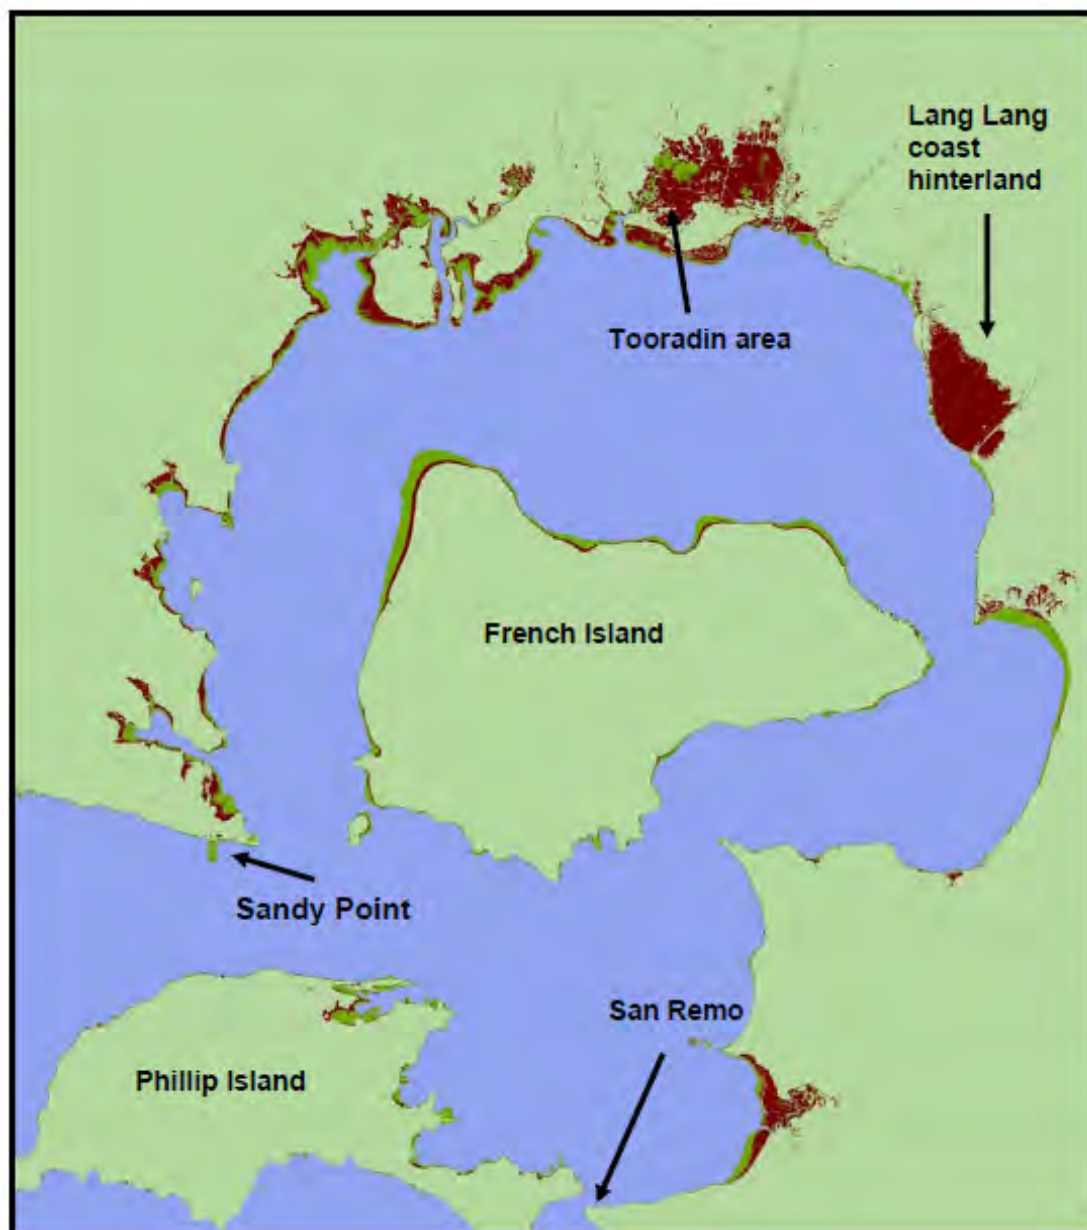 Lang Lang
coast
hinterland
Tooradin area
French Island
Sandy Point
San Remo
Phillip Island